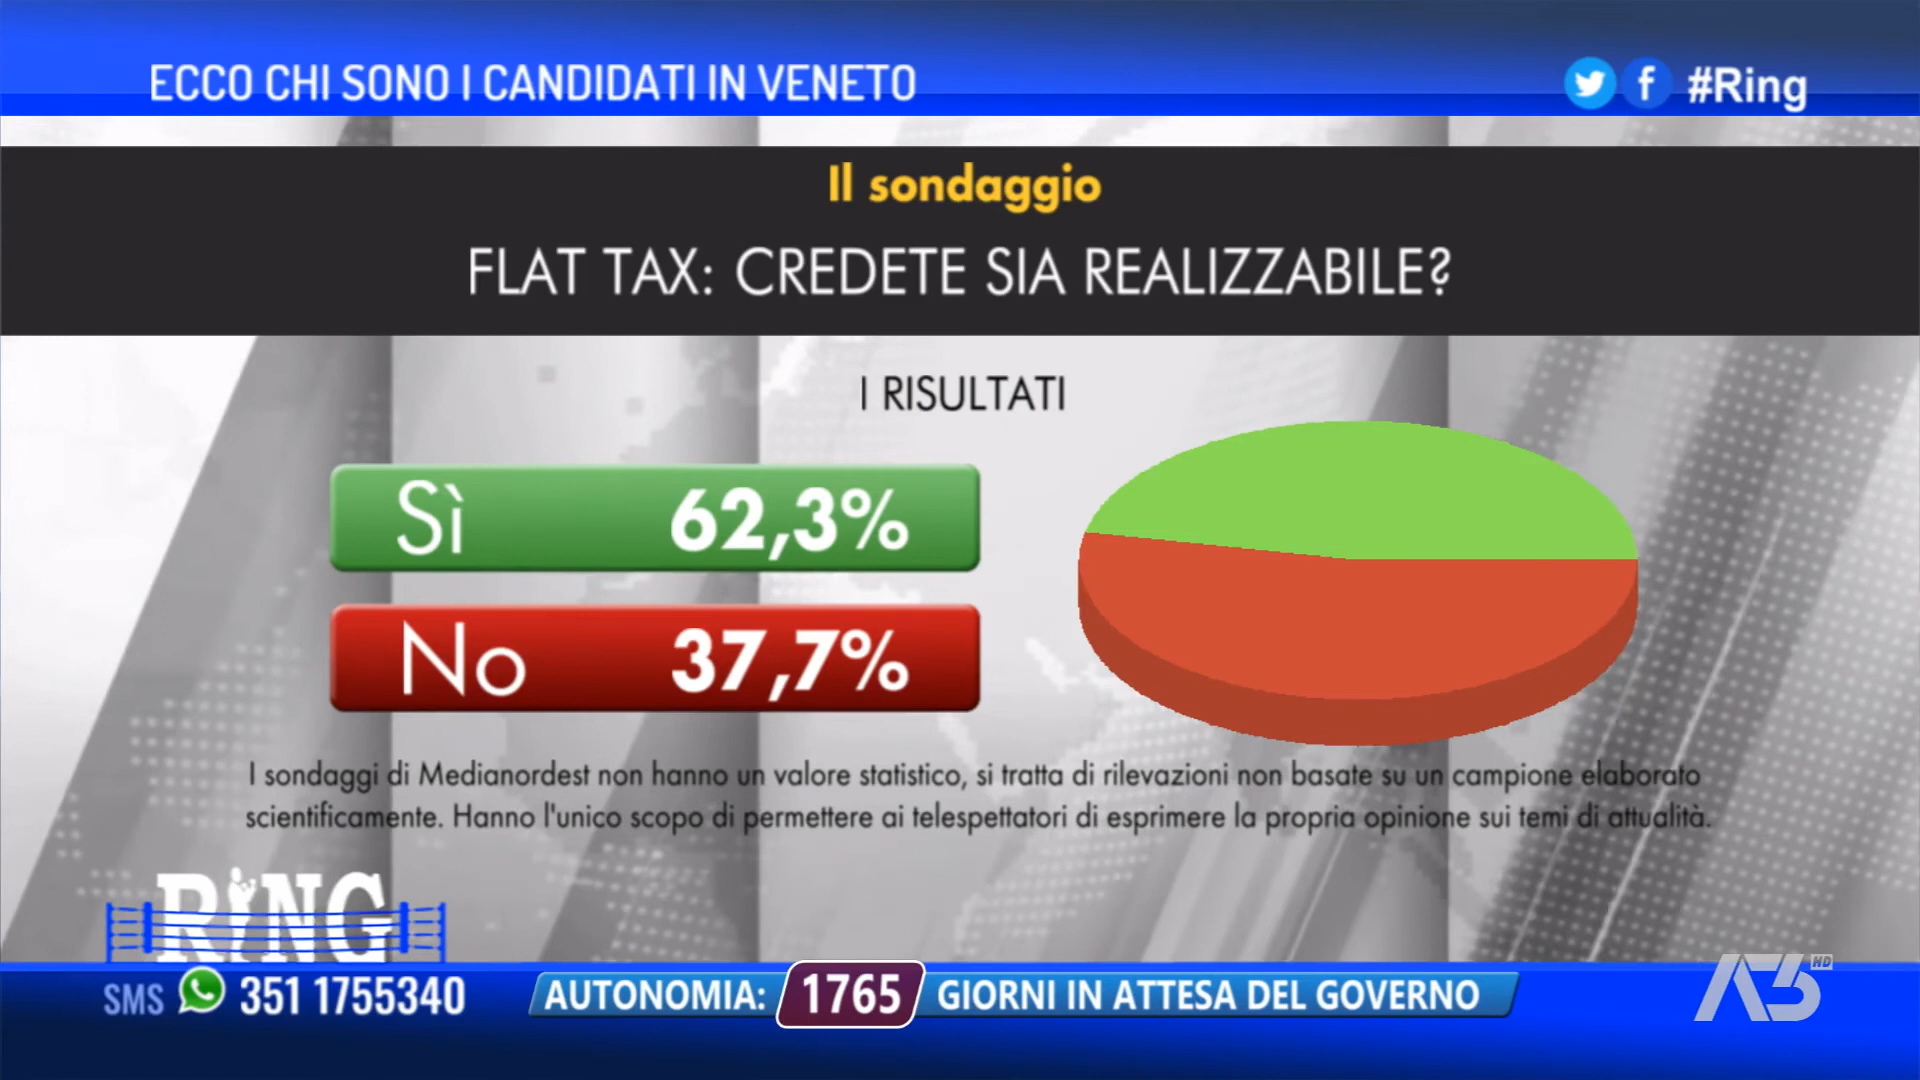 ECCO CHI SONO I CANDIDATI IN VENETO
#Ring
Il sondaggio
FLAT TAX: CREDETE SIA REALIZZABILE?
I RISULTATI
Sì 62,3%
No 37,7%
I sondaggi di Medianordest non hanno un valore statistico, si tratta di rilevazioni non basate su un campione elaborato
scientificamente. Hanno l'unico scopo di permettere ai telespettatori di esprimere la propria opinione sui temi di attualità.
RING
SMS 351 1755340
AUTONOMIA: 1765 GIORNI IN ATTESA DEL GOVERNO
A3 HD